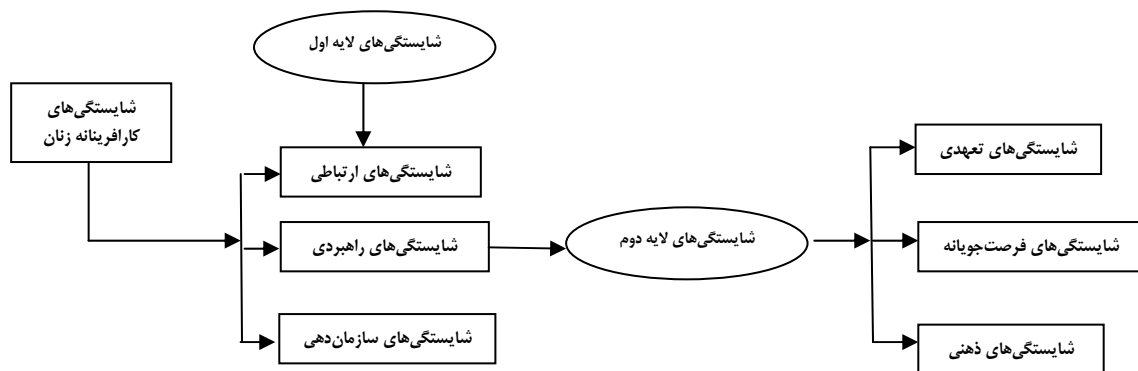 شایستگی‌های لایه اول
شایستگی‌های
کارافرینانه زنان
شایستگی‌های ارتباطی
شایستگی‌های راهبردی
شایستگی‌های سازمان‌دهی
شایستگی‌های لایه دوم
شایستگی‌های تعهدی
شایستگی‌های فرصت‌جویانه
شایستگی‌های ذهنی